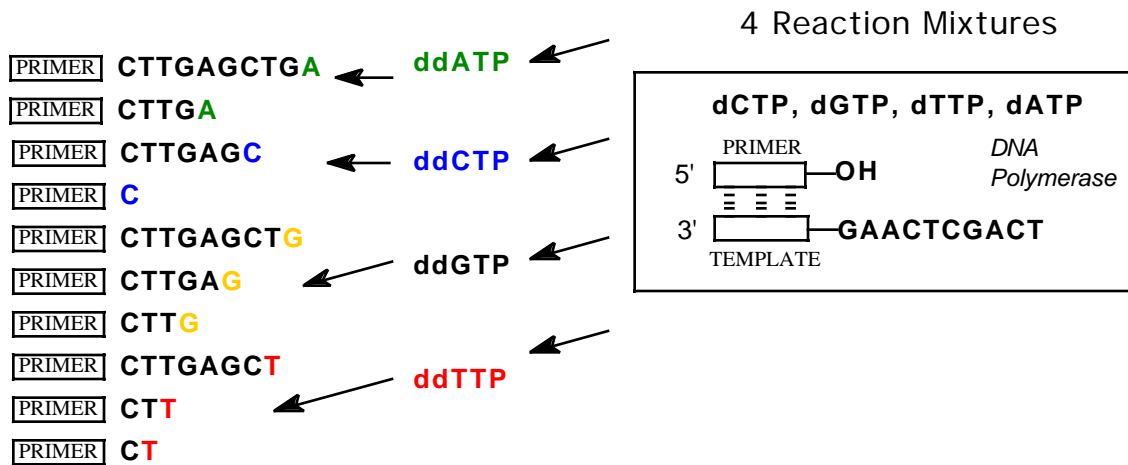 4 Reaction Mixtures
PRIMER CTTGAGCTGA
PRIMER CTTGA
PRIMER CTTGAGC
PRIMER C
PRIMER CTTGAGCTG
PRIMER CTTGAG
PRIMER CTTG
PRIMER CTTGAGCT
PRIMER CTT
PRIMER CT
ddATP
ddCTP
ddGTP
ddTTP
dCTP, dGTP, dTTP, dATP
PRIMER
5' OH
DNA
Polymerase
3' GAACTCGACT
TEMPLATE